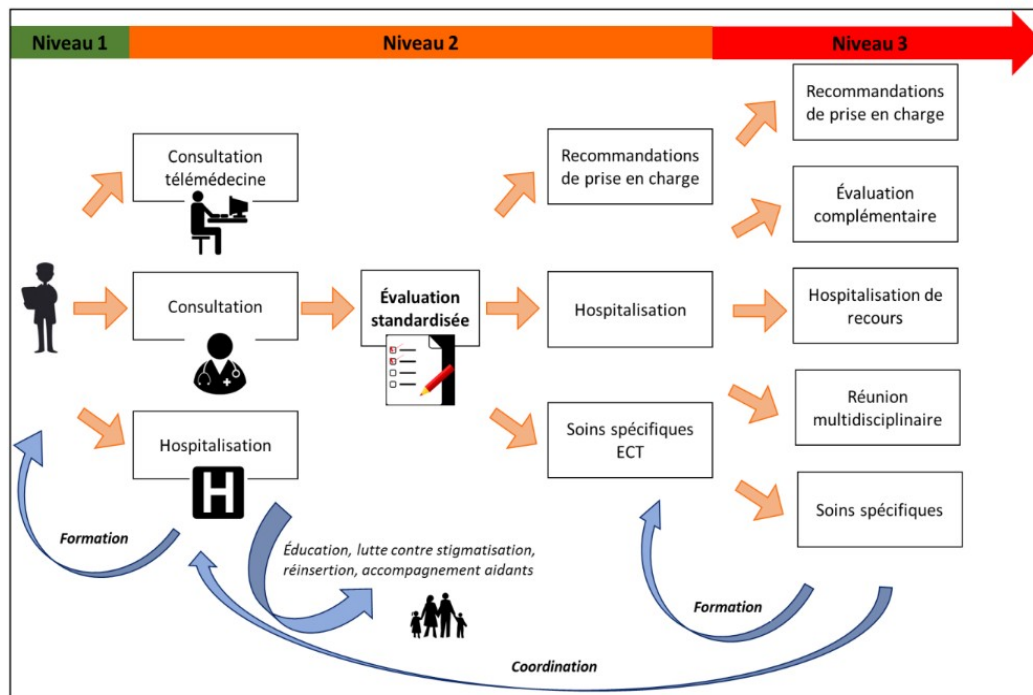 Niveau 1
Niveau 2
Niveau 3
Consultation
télémédecine
Consultation
Hospitalisation
Évaluation
standardisée
Recommandations
de prise en charge
Hospitalisation
Soins spécifiques
ECT
Recommandations
de prise en charge
Évaluation
complémentaire
Hospitalisation de
recours
Réunion
multidisciplinaire
Soins spécifiques
Formation
Éducation, lutte contre stigmatisation,
réinsertion, accompagnement aidants
Formation
Coordination
H